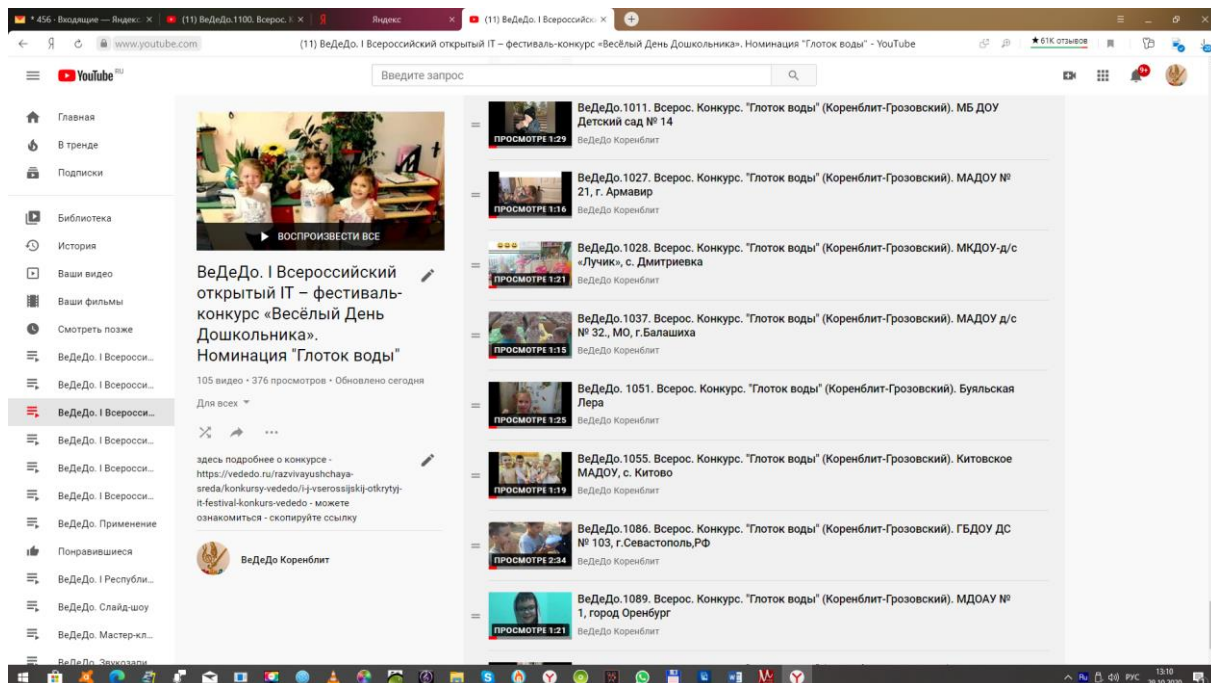 * 456 · Входящие — Яндекс
(11) ВеДеДо.1100. Всерос. К
Яндекс
(11) ВеДеДо. I Всероссийско
www.youtube.com
(11) ВеДеДо. I Всероссийский открытый IT – фестиваль-конкурс «Весёлый День Дошкольника». Номинация "Глоток воды" - YouTube
★ 61К отзывов
YouTube RU
Введите запрос
9+
Главная
В тренде
Подписки
Библиотека
История
Ваши видео
Ваши фильмы
Смотреть позже
ВеДеДо. I Всеросси...
ВеДеДо. I Всеросси...
ВеДеДо. I Всеросси...
ВеДеДо. I Всеросси...
ВеДеДо. I Всеросси...
ВеДеДо. I Всеросси...
ВеДеДо. Применение
Понравившиеся
ВеДеДо. I Республи...
ВеДеДо. Слайд-шоу
ВеДеДо. Мастер-кл...
ВеДеДо. Звукозапи
ВОСПРОИЗВЕСТИ ВСЕ
ВеДеДо. I Всероссийский
открытый IT – фестиваль-
конкурс «Весёлый День
Дошкольника».
Номинация "Глоток воды"
105 видео • 376 просмотров • Обновлено сегодня
Для всех
здесь подробнее о конкурсе -
https://vededo.ru/razvivayushchaya-
sreda/konkursy-vededo/i-j-vserossijskij-otkrytyj-
it-festival-konkurs-vededo - можете
ознакомиться - скопируйте ссылку
ВеДеДо Коренблит
ВеДеДо.1011. Всерос. Конкурс. "Глоток воды" (Коренблит-Грозовский). МБ ДОУ
Детский сад № 14
ПРОСМОТРЕ 1:29
ВеДеДо Коренблит
ВеДеДо.1027. Всерос. Конкурс. "Глоток воды" (Коренблит-Грозовский). МАДОУ №
21, г. Армавир
ПРОСМОТРЕ 1:16
ВеДеДо Коренблит
ВеДеДо.1028. Всерос. Конкурс. "Глоток воды" (Коренблит-Грозовский). МКДОУ-д/с
«Лучик», с. Дмитриевка
ПРОСМОТРЕ 1:21
ВеДеДо Коренблит
ВеДеДо.1037. Всерос. Конкурс. "Глоток воды" (Коренблит-Грозовский). МАДОУ д/с
№ 32., МО, г.Балашиха
ПРОСМОТРЕ 1:15
ВеДеДо Коренблит
ВеДеДо. 1051. Всерос. Конкурс. "Глоток воды" (Коренблит-Грозовский). Буяльская
Лера
ПРОСМОТРЕ 1:25
ВеДеДо Коренблит
ВеДеДо.1055. Всерос. Конкурс. "Глоток воды" (Коренблит-Грозовский). Китовское
МАДОУ, с. Китово
ПРОСМОТРЕ 1:19
ВеДеДо Коренблит
ВеДеДо.1086. Всерос. Конкурс. "Глоток воды" (Коренблит-Грозовский). ГБДОУ ДС
№ 103, г.Севастополь,РФ
ПРОСМОТРЕ 2:34
ВеДеДо Коренблит
ВеДеДо.1089. Всерос. Конкурс. "Глоток воды" (Коренблит-Грозовский). МДОАУ №
1, город Оренбург
ПРОСМОТРЕ 1:21
ВеДеДо Коренблит
Ru
РУС
13:10
20.10.2020